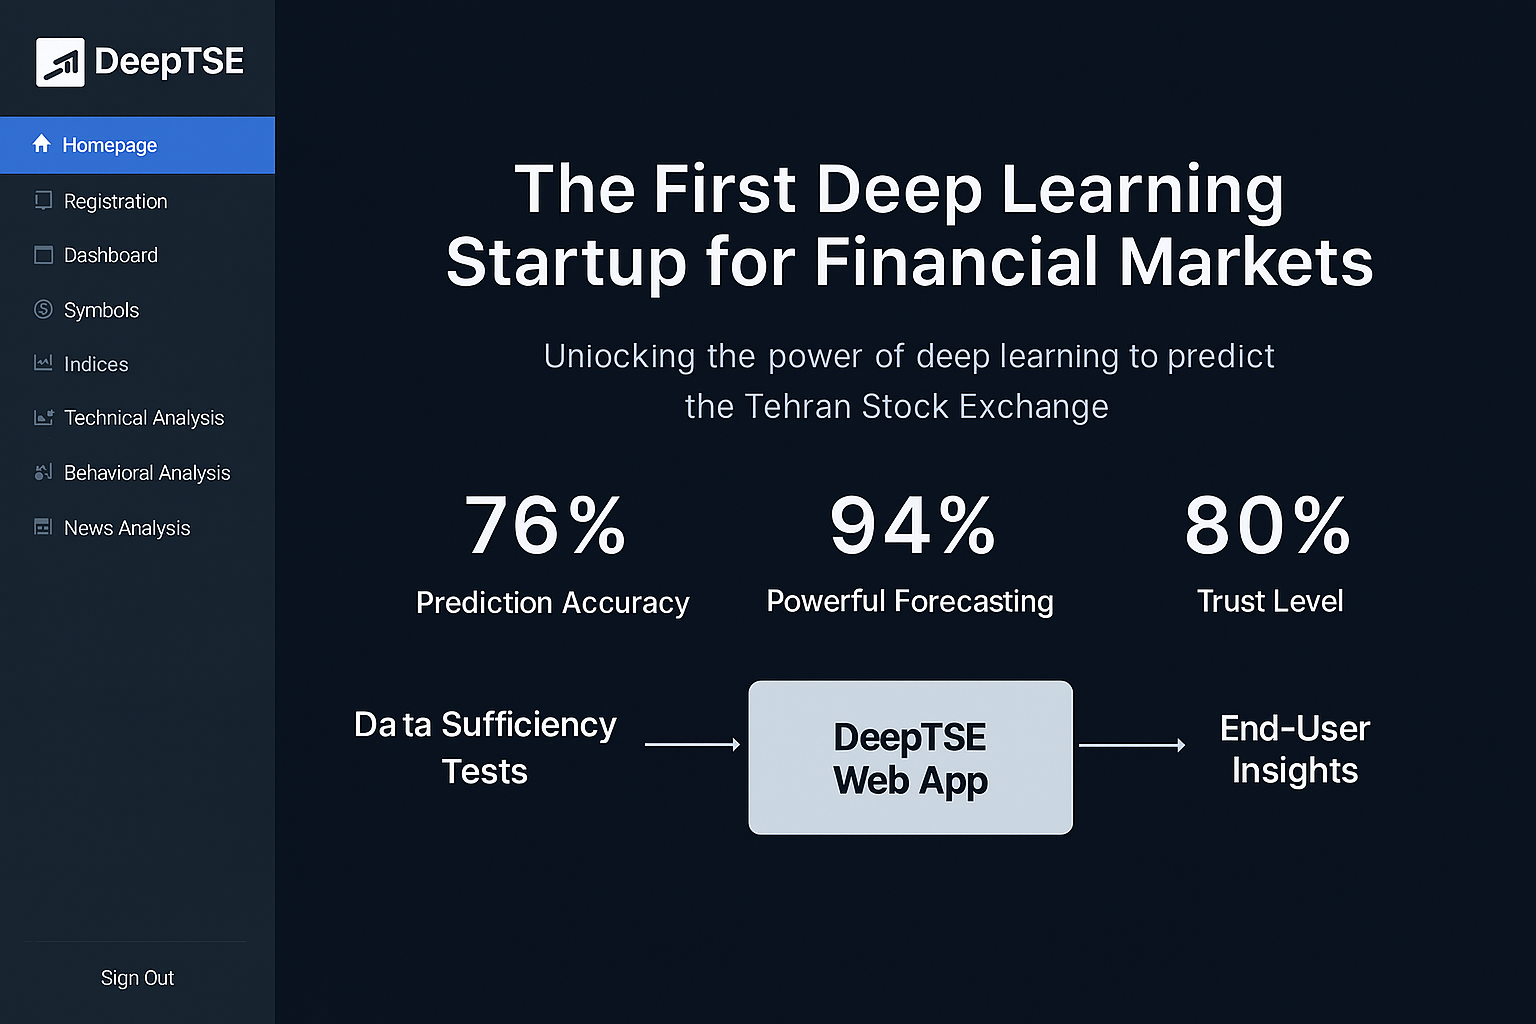 DeepTSE
Homepage
Registration
Dashboard
Symbols
Indices
Technical Analysis
Behavioral Analysis
News Analysis
Sign Out
The First Deep Learning
Startup for Financial Markets
Uniocking the power of deep learning to predict
the Tehran Stock Exchange
76%
Prediction Accuracy
94%
Powerful Forecasting
80%
Trust Level
Data Sufficiency
Tests
DeepTSE
Web App
End-User
Insights